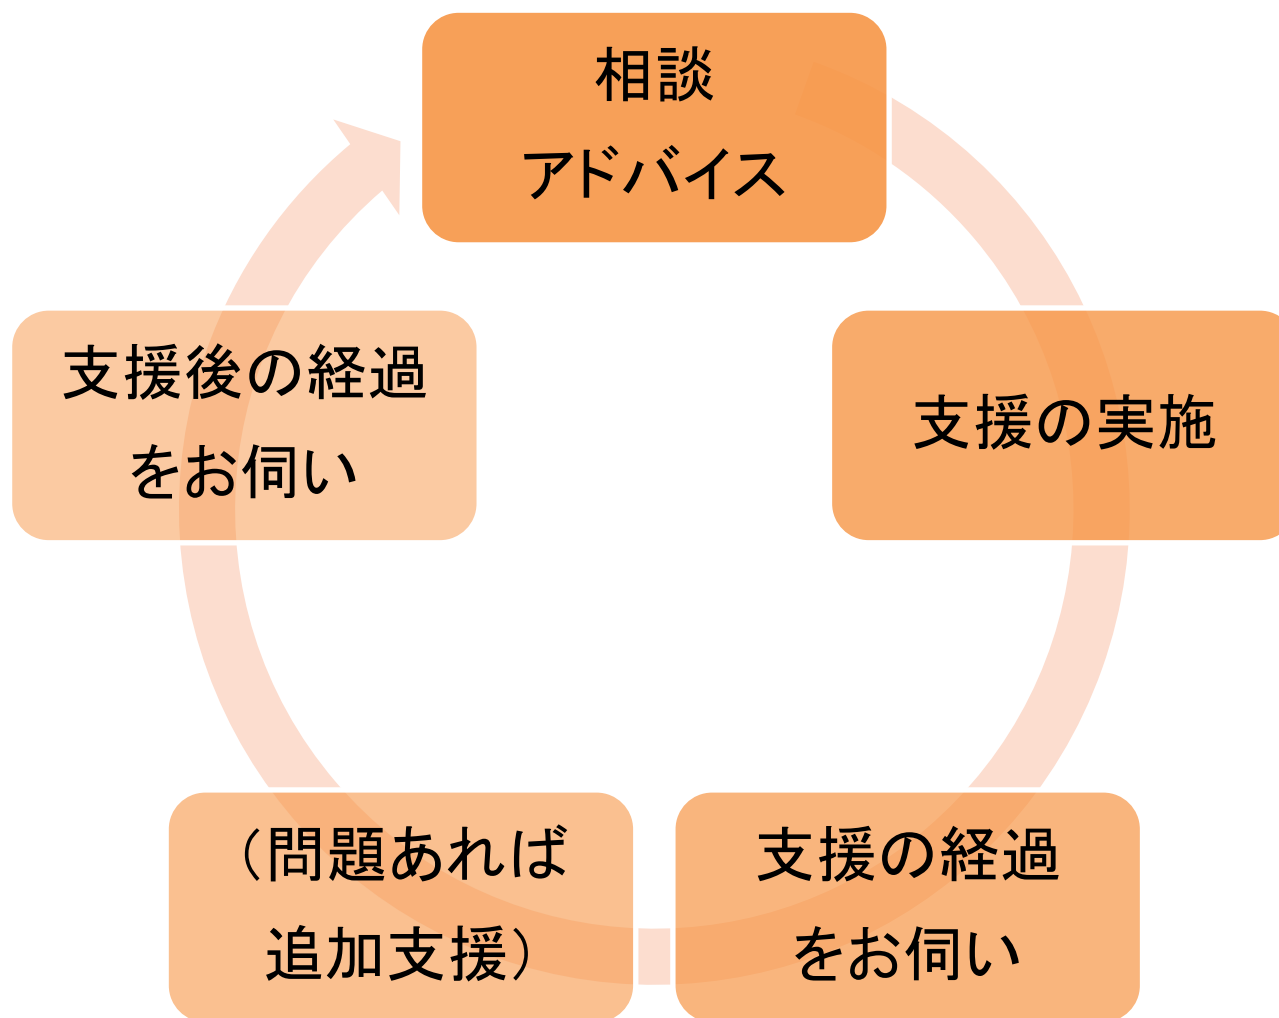 相談
アドバイス
支援の実施
支援の経過
をお伺い
（問題あれば
追加支援）
支援後の経過
をお伺い